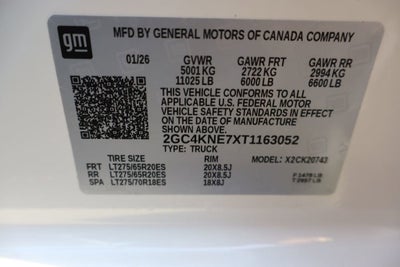 gm
MFD BY GENERAL MOTORS OF CANADA COMPANY
01/26 GVWR GAWR FRT GAWR RR
5001 KG 2722 KG 2994 KG
11025 LB 6000 LB 6600 LB
THIS VEHICLE CONFORMS TO ALL
APPLICABLE U.S. FEDERAL MOTOR
VEHICLE SAFETY STANDARDS IN EFFECT
ON THE DATE OF MANUFACTURE
SHOWN ABOVE.
2GC4KNE7XT1163052
TYPE: TRUCK
TIRE SIZE RIM MODEL: X2CK20743
FRT LT275/65R20ES 20X8.5J
RR LT275/65R20ES 20X8.5J
SPA LT275/70R18ES 18X8J